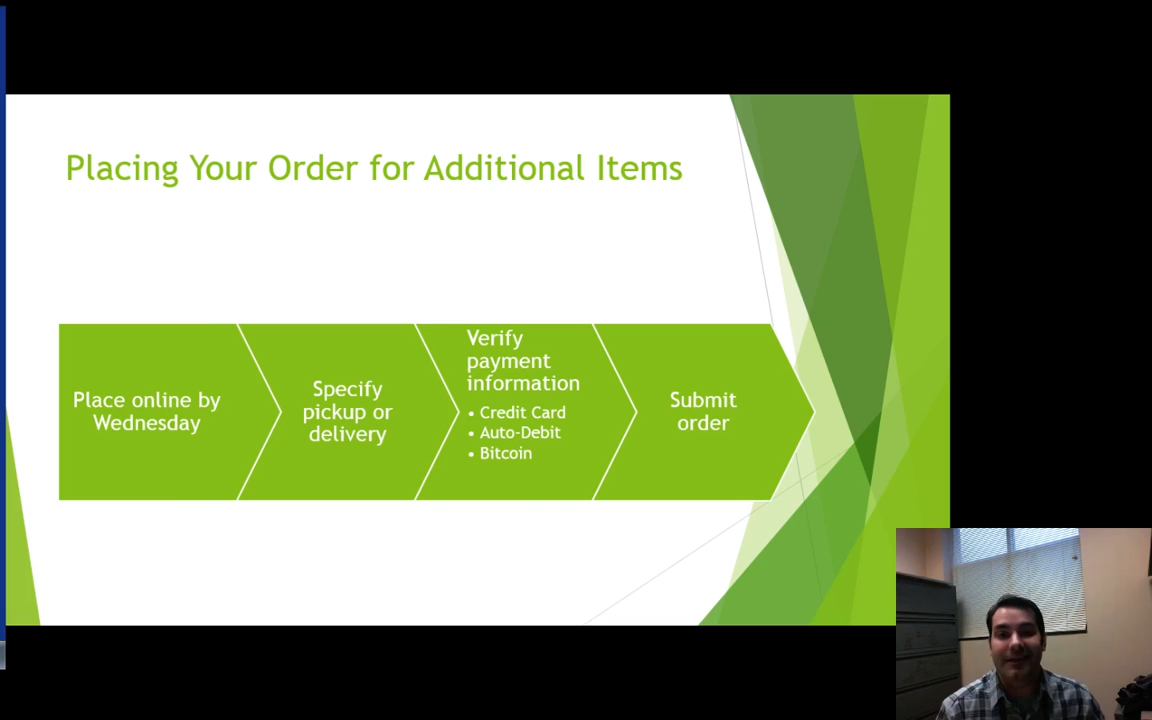 Placing Your Order for Additional Items
Place online by
Wednesday
Specify
pickup or
delivery
Verify
payment
information
• Credit Card
• Auto-Debit
• Bitcoin
Submit
order